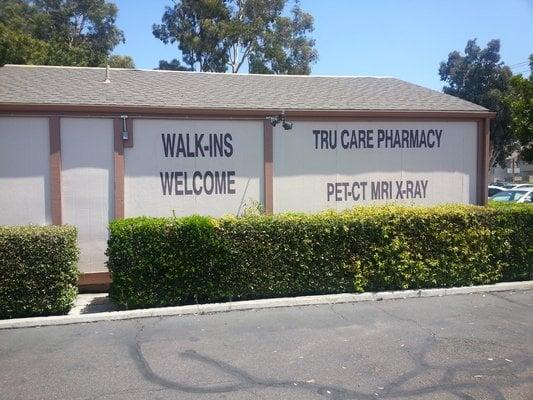 WALK-INS
WELCOME
TRU CARE PHARMACY
PET-CT MRI X-RAY